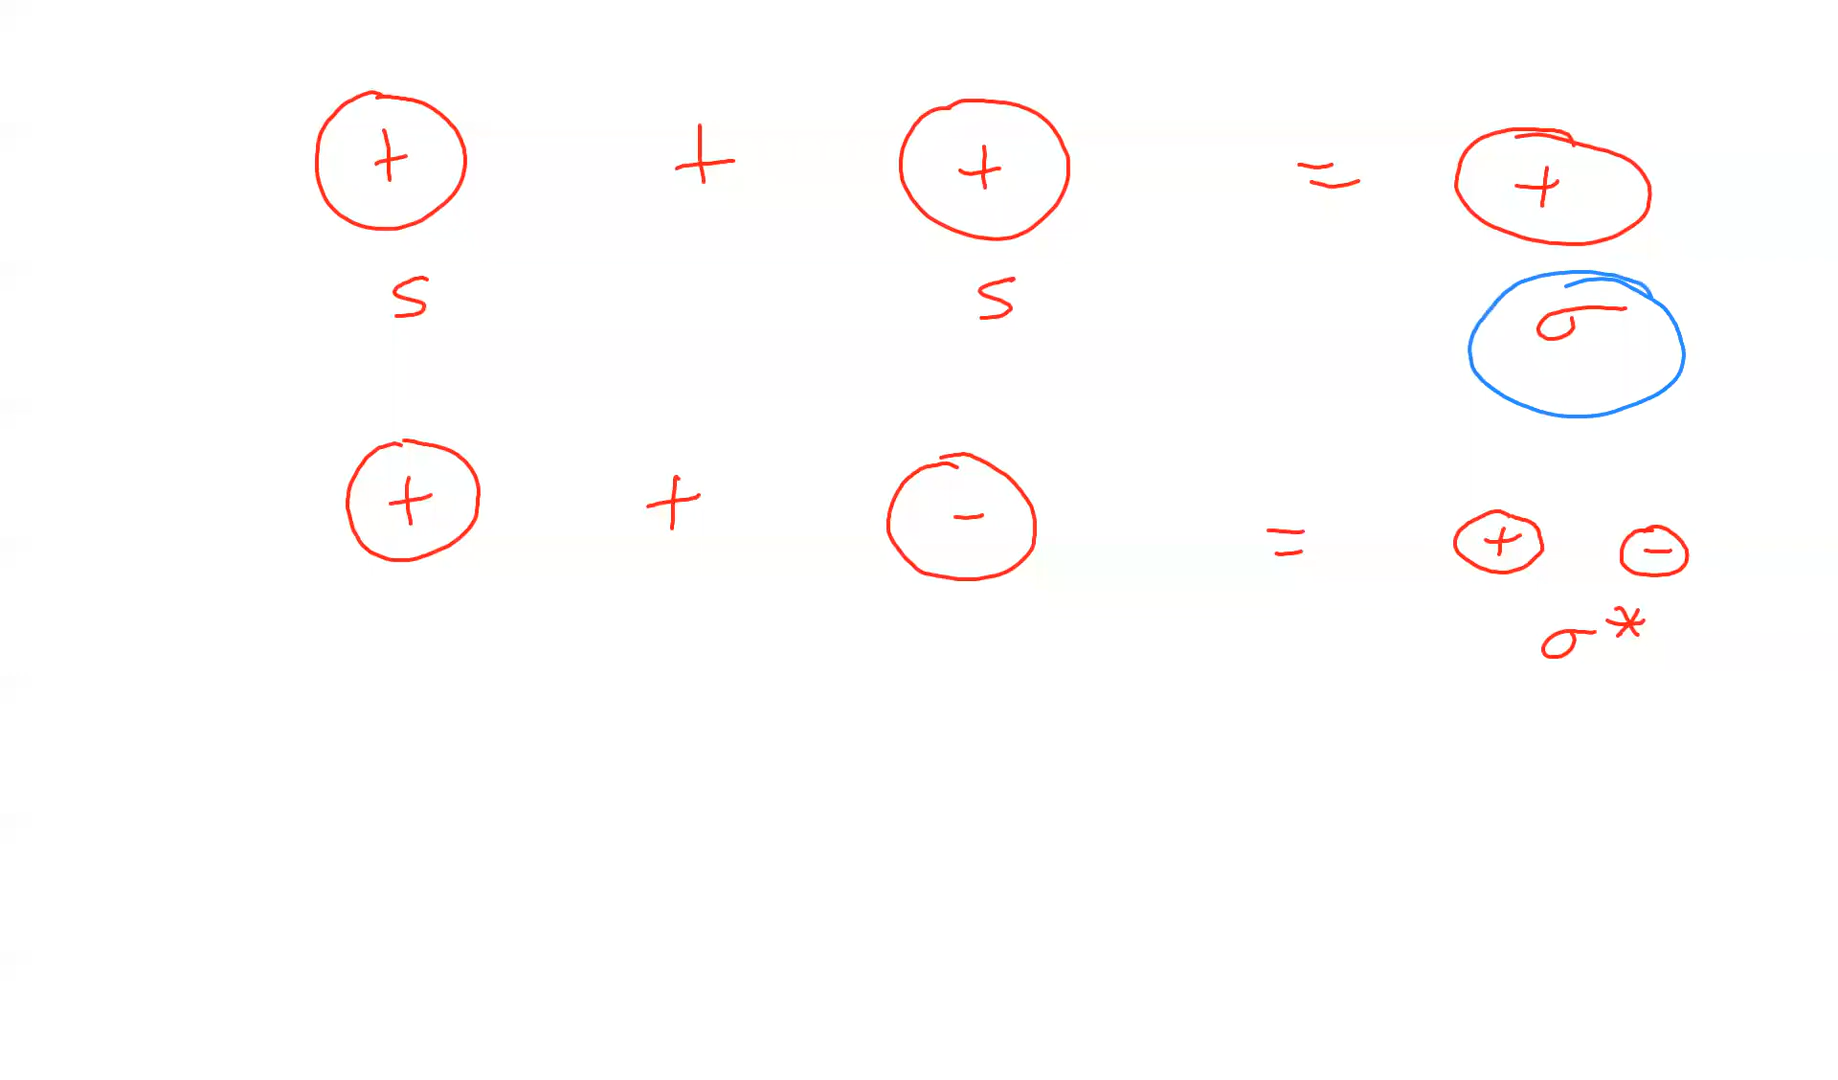 + + + = +
s s σ
+ + - = + -
σ*